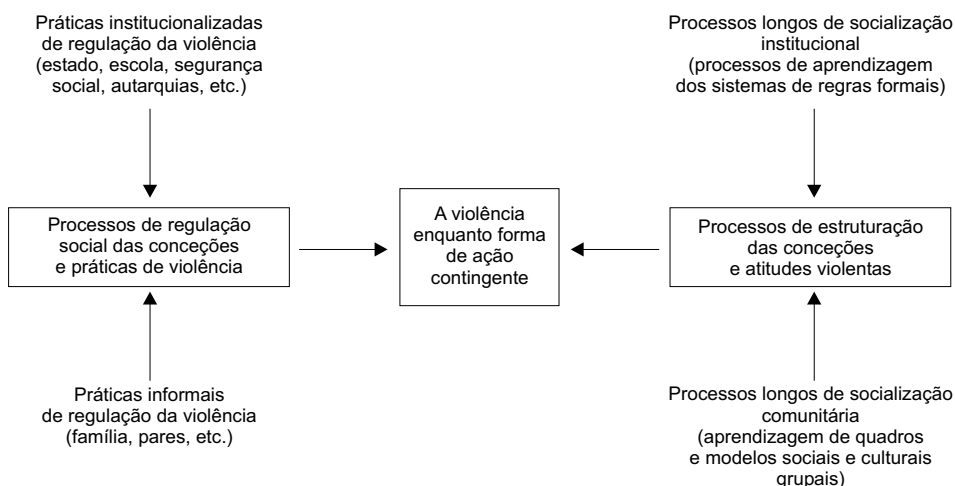 Práticas institucionalizadas
de regulação da violência
(estado, escola, segurança
social, autarquias, etc.)
Processos longos de socialização
institucional
(processos de aprendizagem
dos sistemas de regras formais)
Processos de regulação
social das conceções
e práticas de violência
A violência
enquanto forma
de ação
contingente
Processos de estruturação
das conceções
e atitudes violentas
Práticas informais
de regulação da violência
(família, pares, etc.)
Processos longos de socialização
comunitária
(aprendizagem de quadros
e modelos sociais e culturais
grupais)